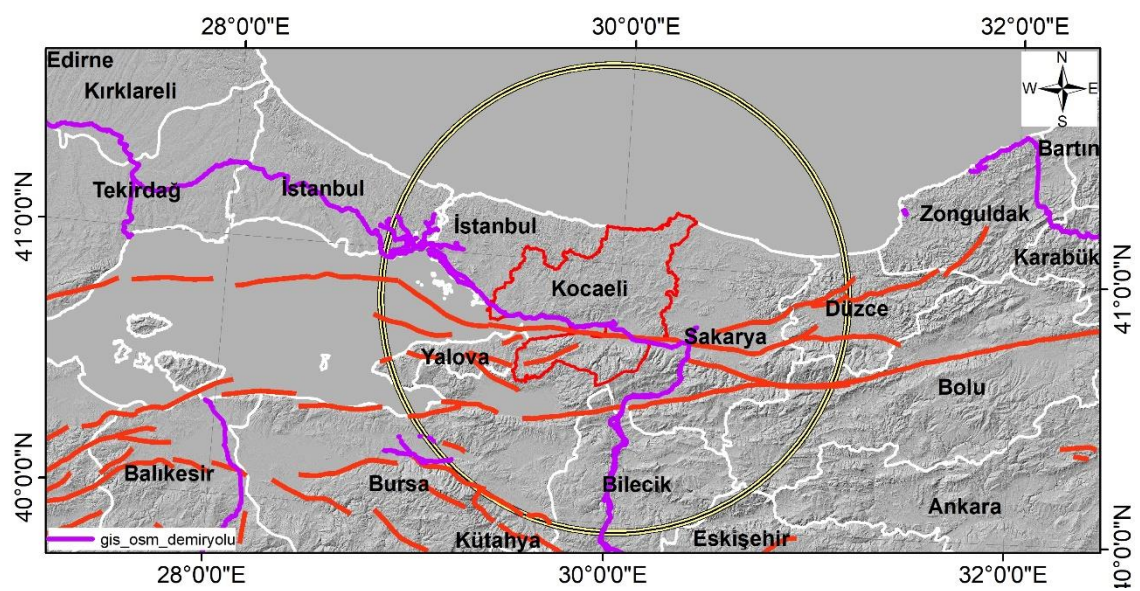 28°0'0"E
30°0'0"E
32°0'0"E
Edirne
Kırklareli
N
W
E
S
Bartın
Tekirdağ
İstanbul
İstanbul
Zonguldak
41°0'0"N
Karabük
Kocaeli
41°0'0"N
Düzce
Sakarya
Yalova
Bolu
Balıkesir
Bursa
Bilecik
Ankara
40°0'0"N
gis_osm_demiryolu
Kütahya
Eskişehir
40°0'0"N
28°0'0"E
30°0'0"E
32°0'0"E